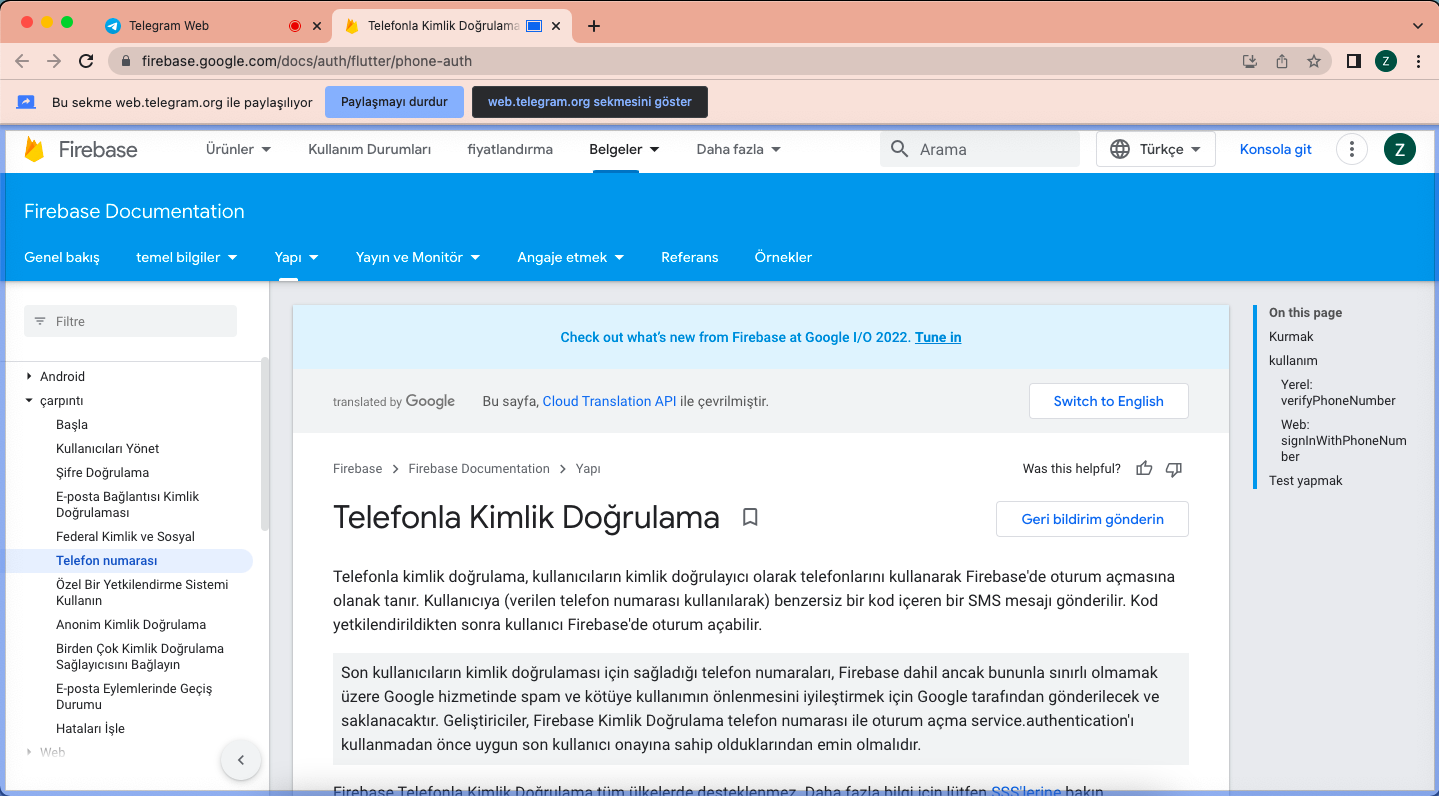 Telegram Web
Telefonla Kimlik Doğrulama
firebase.google.com/docs/auth/flutter/phone-auth
Z
Bu sekme web.telegram.org ile paylaşılıyor
Paylaşmayı durdur
web.telegram.org sekmesini göster
Firebase
Ürünler
Kullanım Durumları
fiyatlandırma
Belgeler
Daha fazla
Arama
Türkçe
Konsola git
Z
Firebase Documentation
Genel bakış
temel bilgiler
Yapı
Yayın ve Monitör
Angaje etmek
Referans
Örnekler
Filtre
Android
çarpıntı
Başla
Kullanıcıları Yönet
Şifre Doğrulama
E-posta Bağlantısı Kimlik
Doğrulaması
Federal Kimlik ve Sosyal
Telefon numarası
Özel Bir Yetkilendirme Sistemi
Kullanın
Anonim Kimlik Doğrulama
Birden Çok Kimlik Doğrulama
Sağlayıcısını Bağlayın
E-posta Eylemlerinde Geçiş
Durumu
Hataları İşle
Web
Check out what's new from Firebase at Google I/O 2022. Tune in
translated by Google
Bu sayfa, Cloud Translation API ile çevrilmiştir.
Switch to English
Firebase > Firebase Documentation > Yapı
Was this helpful?
Telefonla Kimlik Doğrulama
Geri bildirim gönderin
Telefonla kimlik doğrulama, kullanıcıların kimlik doğrulayıcı olarak telefonlarını kullanarak Firebase'de oturum açmasına
olanak tanır. Kullanıcıya (verilen telefon numarası kullanılarak) benzersiz bir kod içeren bir SMS mesajı gönderilir. Kod
yetkilendirildikten sonra kullanıcı Firebase'de oturum açabilir.
Son kullanıcıların kimlik doğrulaması için sağladığı telefon numaraları, Firebase dahil ancak bununla sınırlı olmamak
üzere Google hizmetinde spam ve kötüye kullanımın önlenmesini iyileştirmek için Google tarafından gönderilecek ve
saklanacaktır. Geliştiriciler, Firebase Kimlik Doğrulama telefon numarası ile oturum açma service.authentication'ı
kullanmadan önce uygun son kullanıcı onayına sahip olduklarından emin olmalıdır.
Firebase Telefonla Kimlik Doğrulama tüm ülkelerde desteklenmez. Daha fazla bilgi için lütfen SSS'lerine bakın
On this page
Kurmak
kullanım
Yerel:
verifyPhoneNumber
Web:
signInWithPhoneNum
ber
Test yapmak